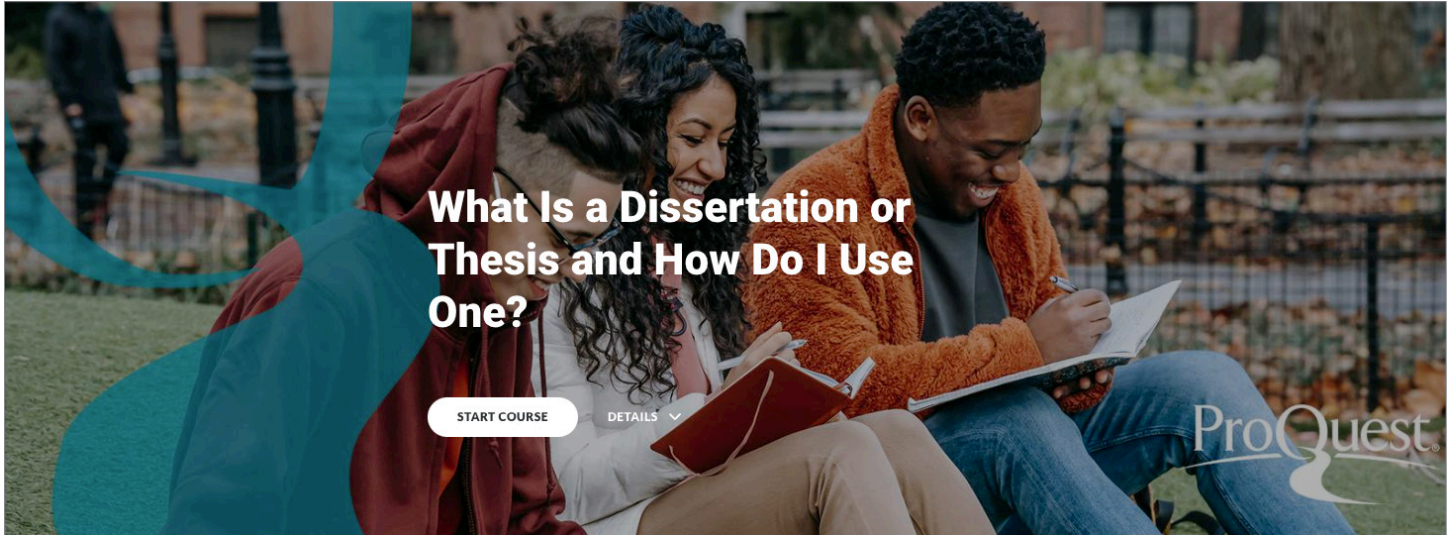 What Is a Dissertation or
Thesis and How Do I Use
One?
START COURSE
DETAILS
ProQuest®